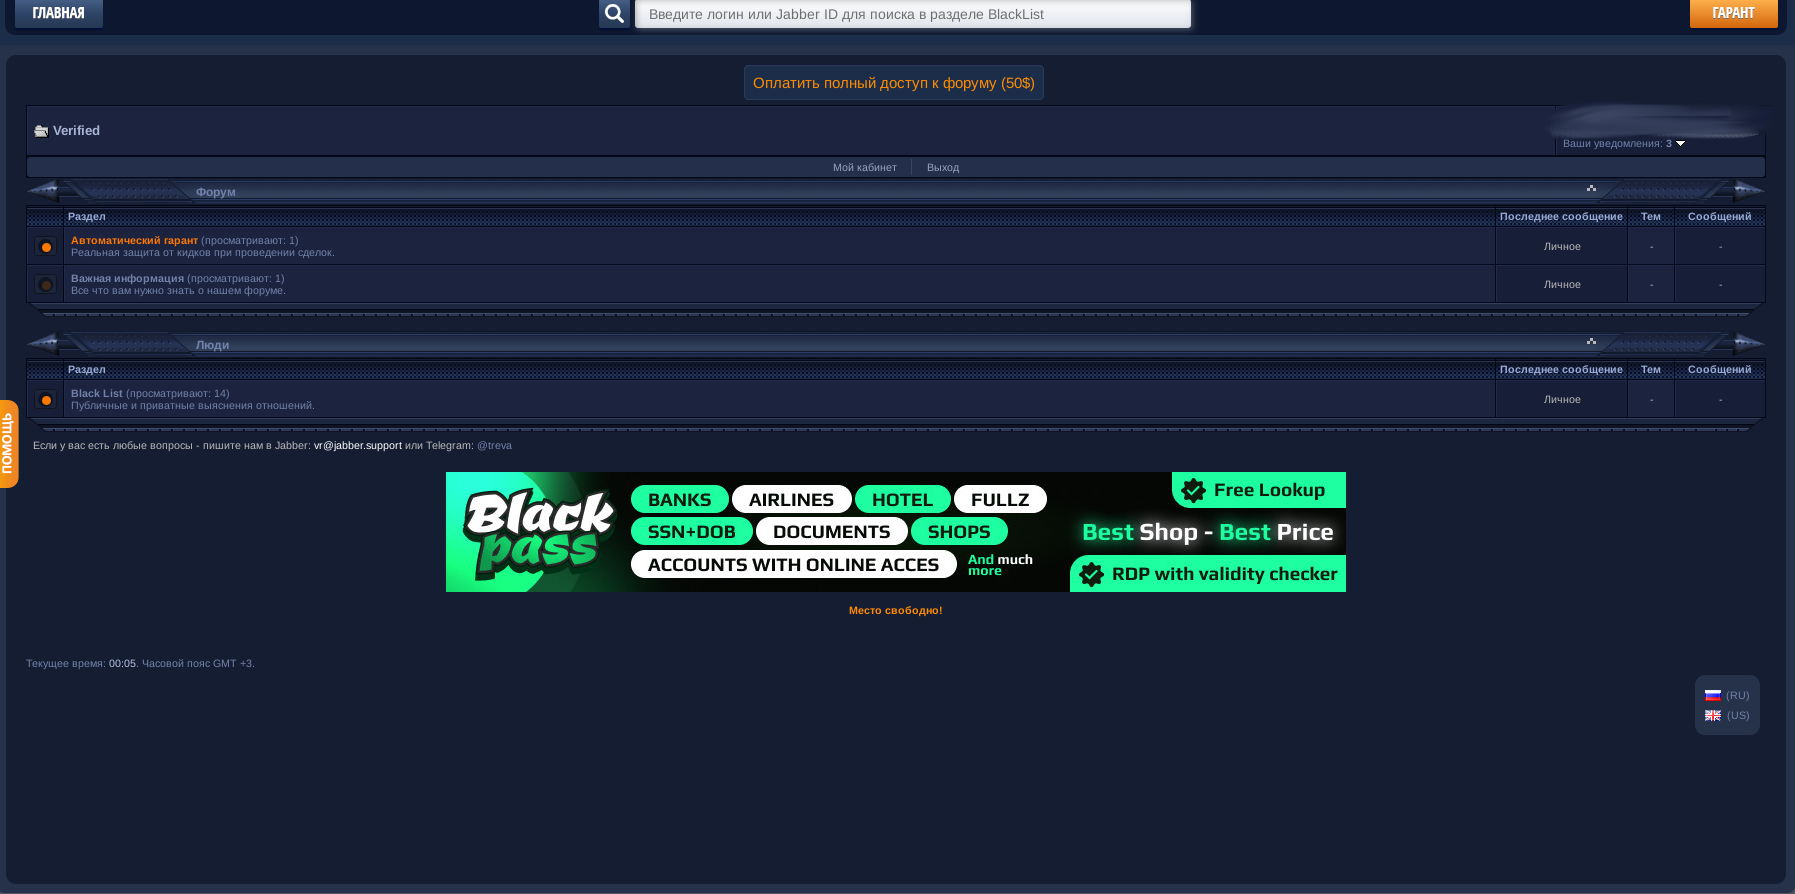 ГЛАВНАЯ
Введите логин или Jabber ID для поиска в разделе BlackList
ГАРАНТ
Оплатить полный доступ к форуму (50$)
Verified
Ваши уведомления: 3
Мой кабинет
Выход
Форум
Раздел Последнее сообщение Тем Сообщений
Автоматический гарант (просматривают: 1)
Реальная защита от кидков при проведении сделок.
Личное - -
Важная информация (просматривают: 1)
Все что вам нужно знать о нашем форуме.
Личное - -
Люди
Раздел Последнее сообщение Тем Сообщений
Black List (просматривают: 14)
Публичные и приватные выяснения отношений.
Личное - -
ПОМОЩЬ
Если у вас есть любые вопросы - пишите нам в Jabber: vr@jabber.support или Telegram: @treva
Black
pass
BANKS AIRLINES HOTEL FULLZ
SSN+DOB DOCUMENTS SHOPS
ACCOUNTS WITH ONLINE ACCES
And much
more
Free Lookup
Best Shop - Best Price
RDP with validity checker
Место свободно!
Текущее время: 00:05. Часовой пояс GMT +3.
(RU)
(US)